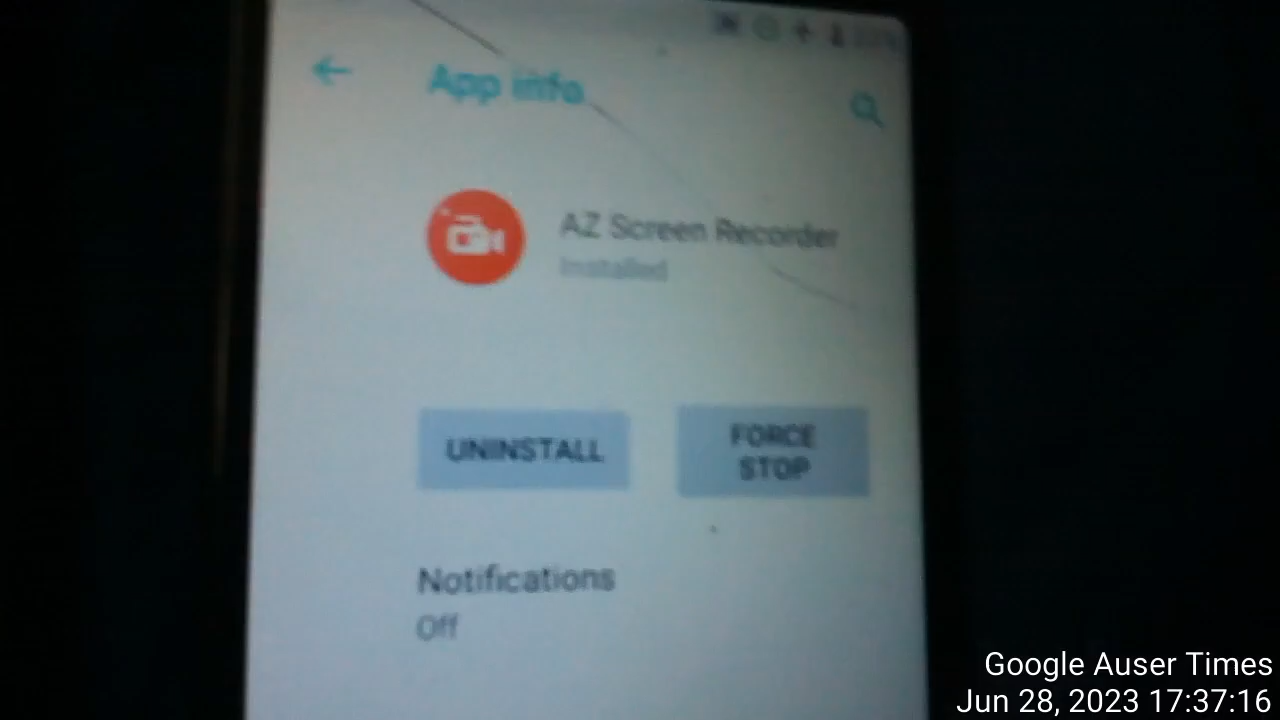 App info
AZ Screen Recorder
Installed
UNINSTALL
FORCE
STOP
Notifications
Off
Google Auser Times
Jun 28, 2023 17:37:16